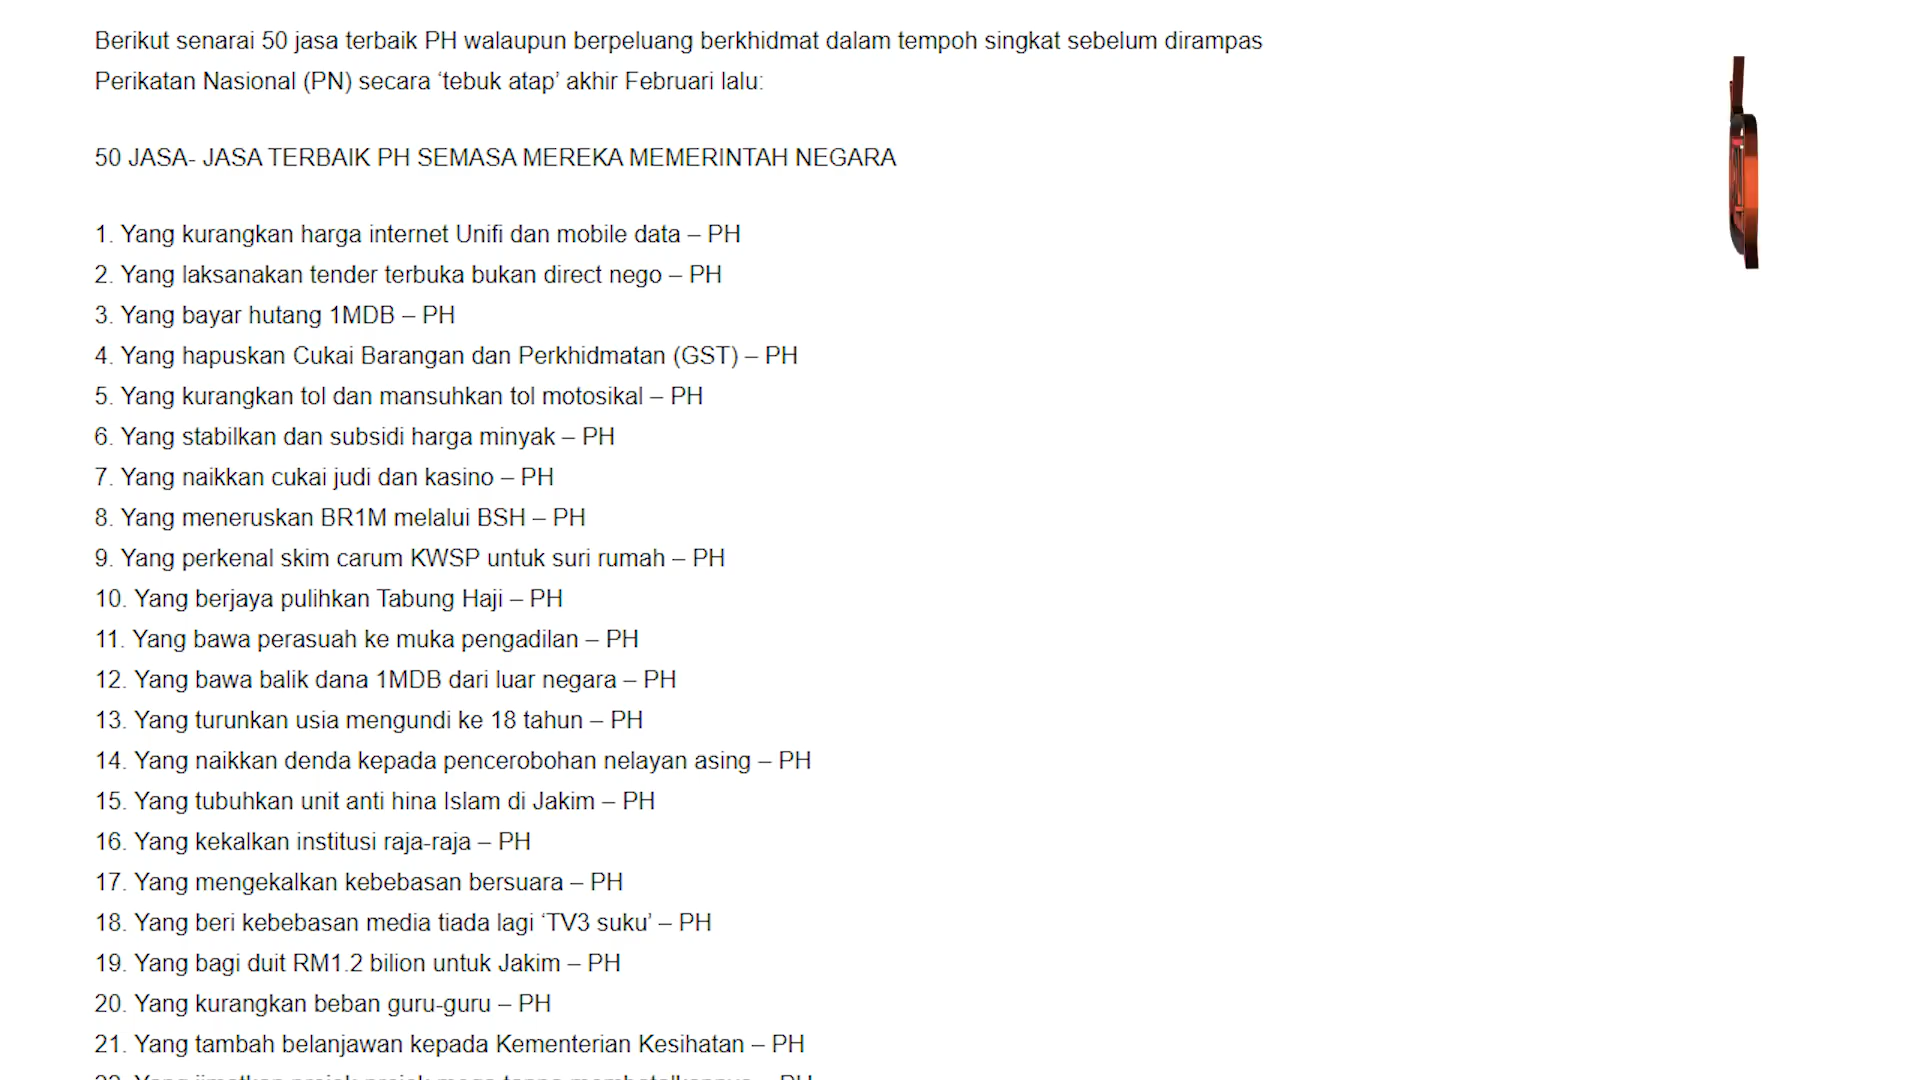 Berikut senarai 50 jasa terbaik PH walaupun berpeluang berkhidmat dalam tempoh singkat sebelum dirampas
Perikatan Nasional (PN) secara ‘tebuk atap’ akhir Februari lalu:
50 JASA- JASA TERBAIK PH SEMASA MEREKA MEMERINTAH NEGARA
1. Yang kurangkan harga internet Unifi dan mobile data – PH
2. Yang laksanakan tender terbuka bukan direct nego – PH
3. Yang bayar hutang 1MDB – PH
4. Yang hapuskan Cukai Barangan dan Perkhidmatan (GST) – PH
5. Yang kurangkan tol dan mansuhkan tol motosikal – PH
6. Yang stabilkan dan subsidi harga minyak – PH
7. Yang naikkan cukai judi dan kasino – PH
8. Yang meneruskan BR1M melalui BSH – PH
9. Yang perkenal skim carum KWSP untuk suri rumah – PH
10. Yang berjaya pulihkan Tabung Haji – PH
11. Yang bawa perasuah ke muka pengadilan – PH
12. Yang bawa balik dana 1MDB dari luar negara – PH
13. Yang turunkan usia mengundi ke 18 tahun – PH
14. Yang naikkan denda kepada pencerobohan nelayan asing – PH
15. Yang tubuhkan unit anti hina Islam di Jakim – PH
16. Yang kekalkan institusi raja-raja – PH
17. Yang mengekalkan kebebasan bersuara – PH
18. Yang beri kebebasan media tiada lagi ‘TV3 suku’ – PH
19. Yang bagi duit RM1.2 bilion untuk Jakim – PH
20. Yang kurangkan beban guru-guru – PH
21. Yang tambah belanjawan kepada Kementerian Kesihatan – PH